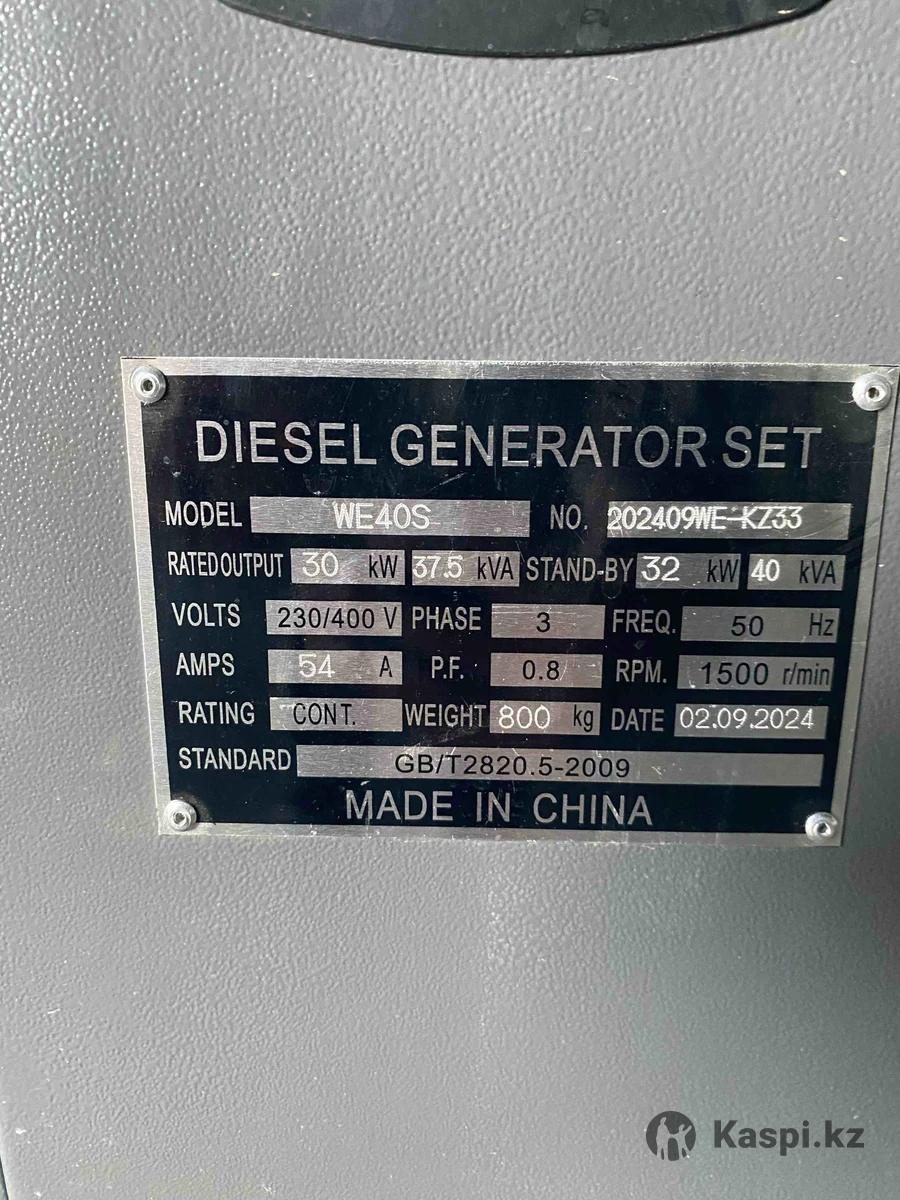 DIESEL GENERATOR SET
MODEL WE40S NO. 202409WE-KZ33
RATED OUTPUT 30 kW 37.5 kVA STAND-BY 32 kW 40 kVA
VOLTS 230/400 V PHASE 3 FREQ. 50 Hz
AMPS 54 A P.F. 0.8 RPM. 1500 r/min
RATING CONT. WEIGHT 800 kg DATE 02.09.2024
STANDARD GB/T2820.5-2009
MADE IN CHINA
Kaspi.kz